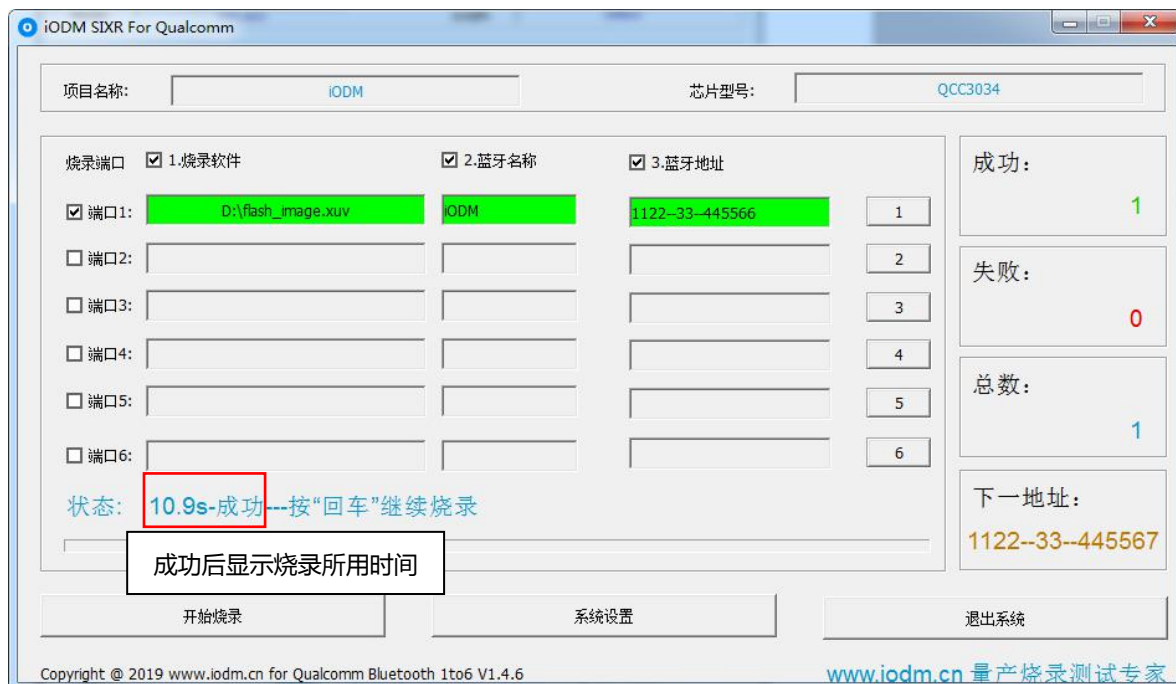 iODM SIXR For Qualcomm
项目名称: iODM 芯片型号: QCC3034
烧录端口 1.烧录软件 2.蓝牙名称 3.蓝牙地址
端口1: D:\flash_image.xuv iODM 1122--33--445566 1
端口2: 2
端口3: 3
端口4: 4
端口5: 5
端口6: 6
状态: 10.9s-成功---按“回车”继续烧录
成功后显示烧录所用时间
成功:
1
失败:
0
总数:
1
下一地址:
1122--33--445567
开始烧录 系统设置 退出系统
Copyright @ 2019 www.iodm.cn for Qualcomm Bluetooth 1to6 V1.4.6 www.iodm.cn 量产烧录测试专家